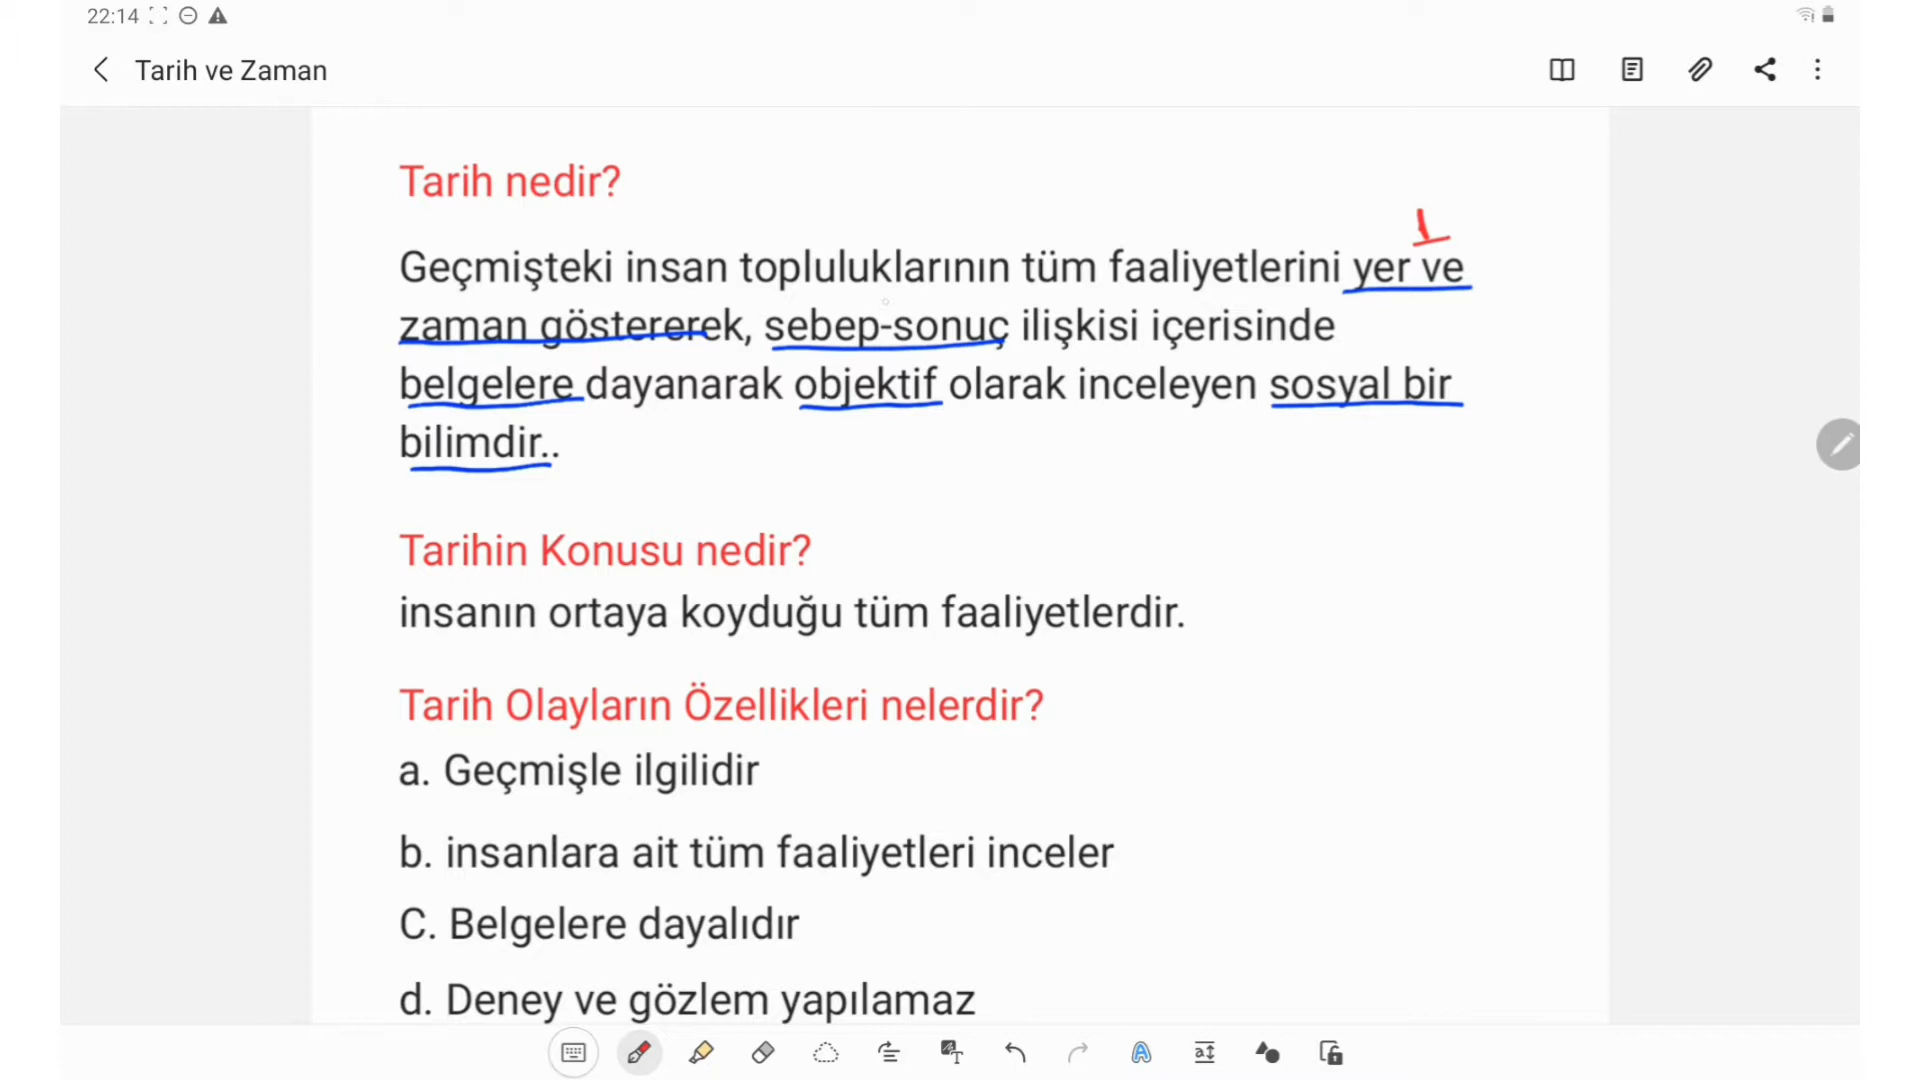 22:14
Tarih ve Zaman
Tarih nedir?
Geçmişteki insan topluluklarının tüm faaliyetlerini yer ve
zaman göstererek, sebep-sonuç ilişkisi içerisinde
belgelere dayanarak objektif olarak inceleyen sosyal bir
bilimdir..
Tarihin Konusu nedir?
insanın ortaya koyduğu tüm faaliyetlerdir.
Tarih Olayların Özellikleri nelerdir?
a. Geçmişle ilgilidir
b. insanlara ait tüm faaliyetleri inceler
C. Belgelere dayalıdır
d. Deney ve gözlem yapılamaz